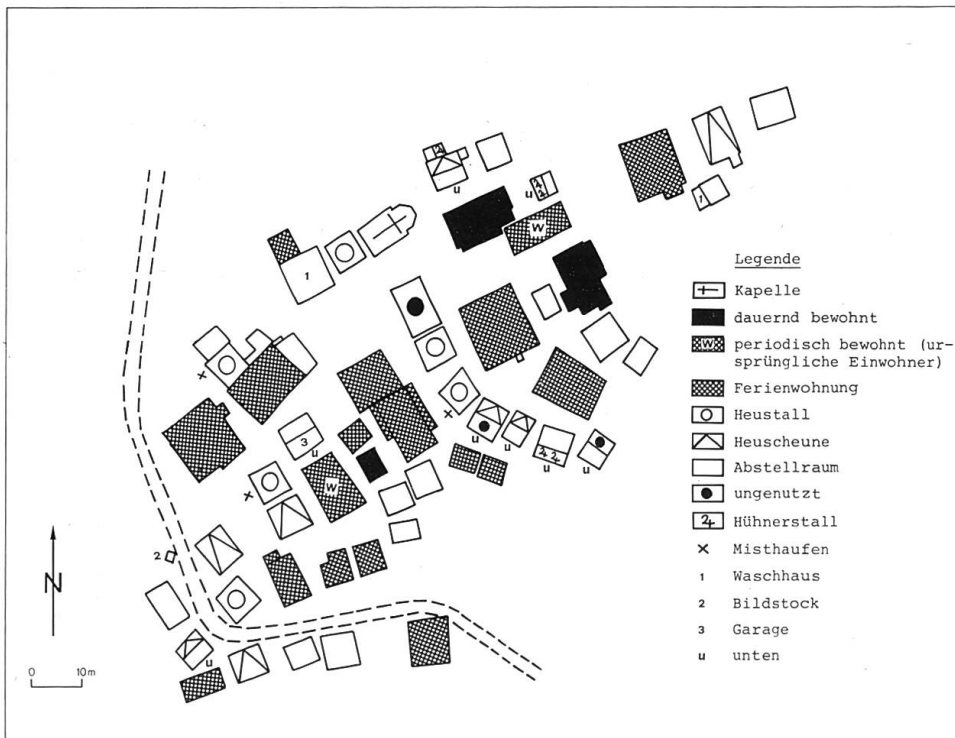 Legende
Kapelle
dauernd bewohnt
W periodisch bewohnt (ur-
sprüngliche Einwohner)
Ferienwohnung
Heustall
Heuscheune
Abstellraum
ungenutzt
Hühnerstall
x Misthaufen
1 Waschhaus
2 Bildstock
3 Garage
u unten
u
u
W
1
1
x
x
3
u
u
u
u
u
x
W
2
u
N
0 10m